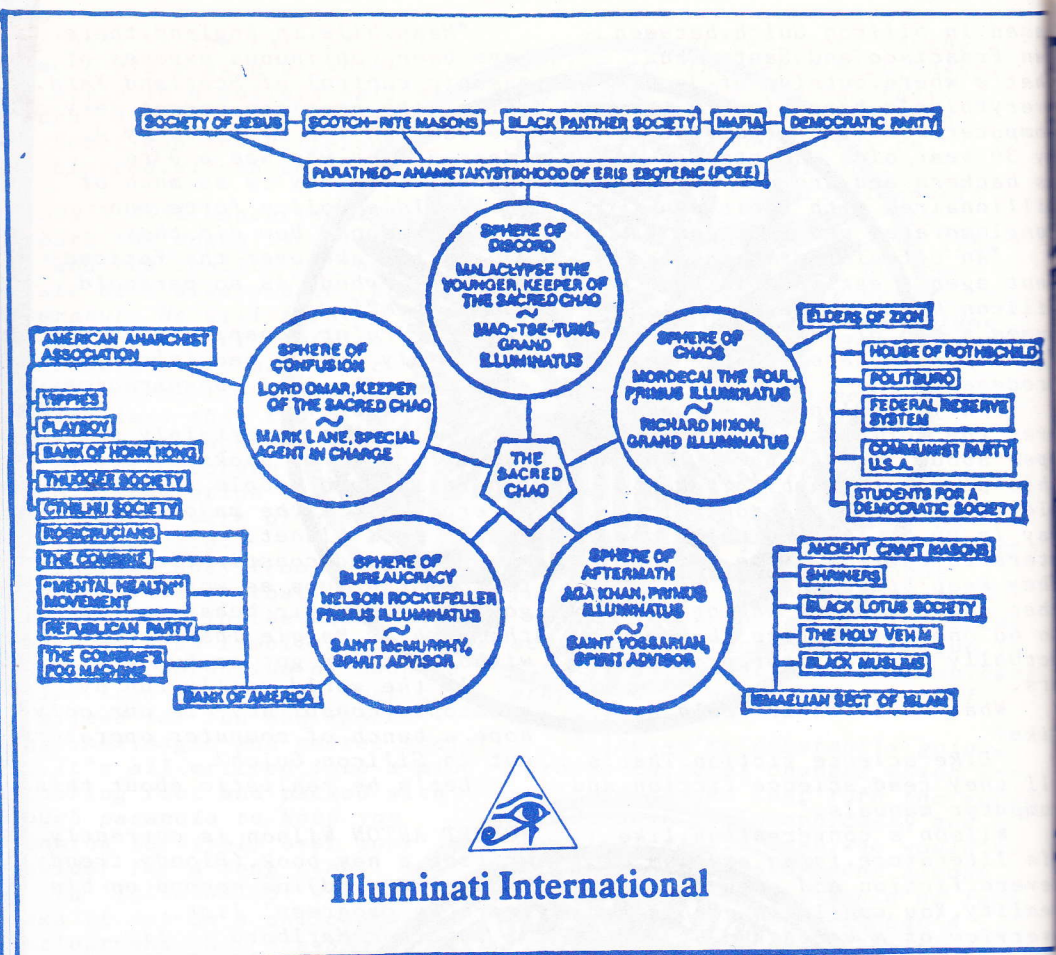 SOCIETY OF JESUS
SCOTCH-RITE MASONS
BLACK PANTHER SOCIETY
MAFIA
DEMOCRATIC PARTY
PARATHEO-ANAMETAKYSTIKHOOD OF ERIS ESOTERIC (POEE)
SPHERE OF
DISCORD
MALACLYPSE THE
YOUNGER, KEEPER OF
THE SACRED CHAO
~
MAO-TSE-TUNG,
GRAND
ILLUMINATUS
AMERICAN ANARCHIST
ASSOCIATION
YIPPIES
PLAYBOY
BANK OF HONK HONG
THUGGEE SOCIETY
CTHULHU SOCIETY
SPHERE OF
CONFUSION
LORD OMAR, KEEPER
OF THE SACRED CHAO
~
MARK LANE, SPECIAL
AGENT IN CHARGE
SPHERE OF
CHAOS
MORDECAI THE FOUL,
PRIMUS ILLUMINATUS
~
RICHARD NIXON,
GRAND ILLUMINATUS
ELDERS OF ZION
HOUSE OF ROTHSCHILD
POLITBURO
FEDERAL RESERVE
SYSTEM
COMMUNIST PARTY
U.S.A.
STUDENTS FOR A
DEMOCRATIC SOCIETY
THE
SACRED
CHAO
ROSICRUCIANS
THE COMBINE
"MENTAL HEALTH"
MOVEMENT
REPUBLICAN PARTY
THE COMBINE'S
FOG MACHINE
BANK OF AMERICA
SPHERE OF
BUREAUCRACY
NELSON ROCKEFELLER
PRIMUS ILLUMINATUS
~
SAINT McMURPHY,
SPIRIT ADVISOR
SPHERE OF
AFTERMATH
AGA KHAN, PRIMUS
ILLUMINATUS
~
SAINT YOSSARIAN,
SPIRIT ADVISOR
ANCIENT CRAFT MASONS
SHRINERS
BLACK LOTUS SOCIETY
THE HOLY VEHM
BLACK MUSLIMS
ISMAELIAN SECT OF ISLAM
Illuminati International